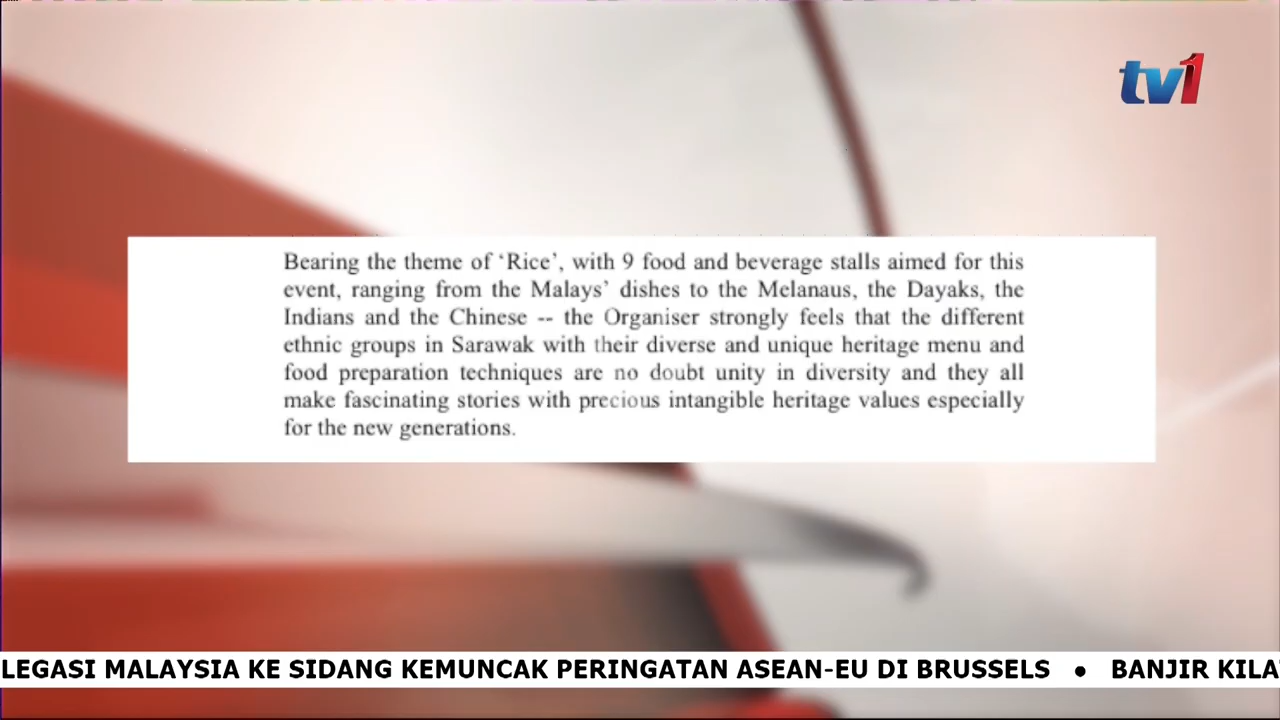 tv1
Bearing the theme of ‘Rice’, with 9 food and beverage stalls aimed for this
event, ranging from the Malays’ dishes to the Melanaus, the Dayaks, the
Indians and the Chinese -- the Organiser strongly feels that the different
ethnic groups in Sarawak with their diverse and unique heritage menu and
food preparation techniques are no doubt unity in diversity and they all
make fascinating stories with precious intangible heritage values especially
for the new generations.
LEGASI MALAYSIA KE SIDANG KEMUNCAK PERINGATAN ASEAN-EU DI BRUSSELS • BANJIR KILA